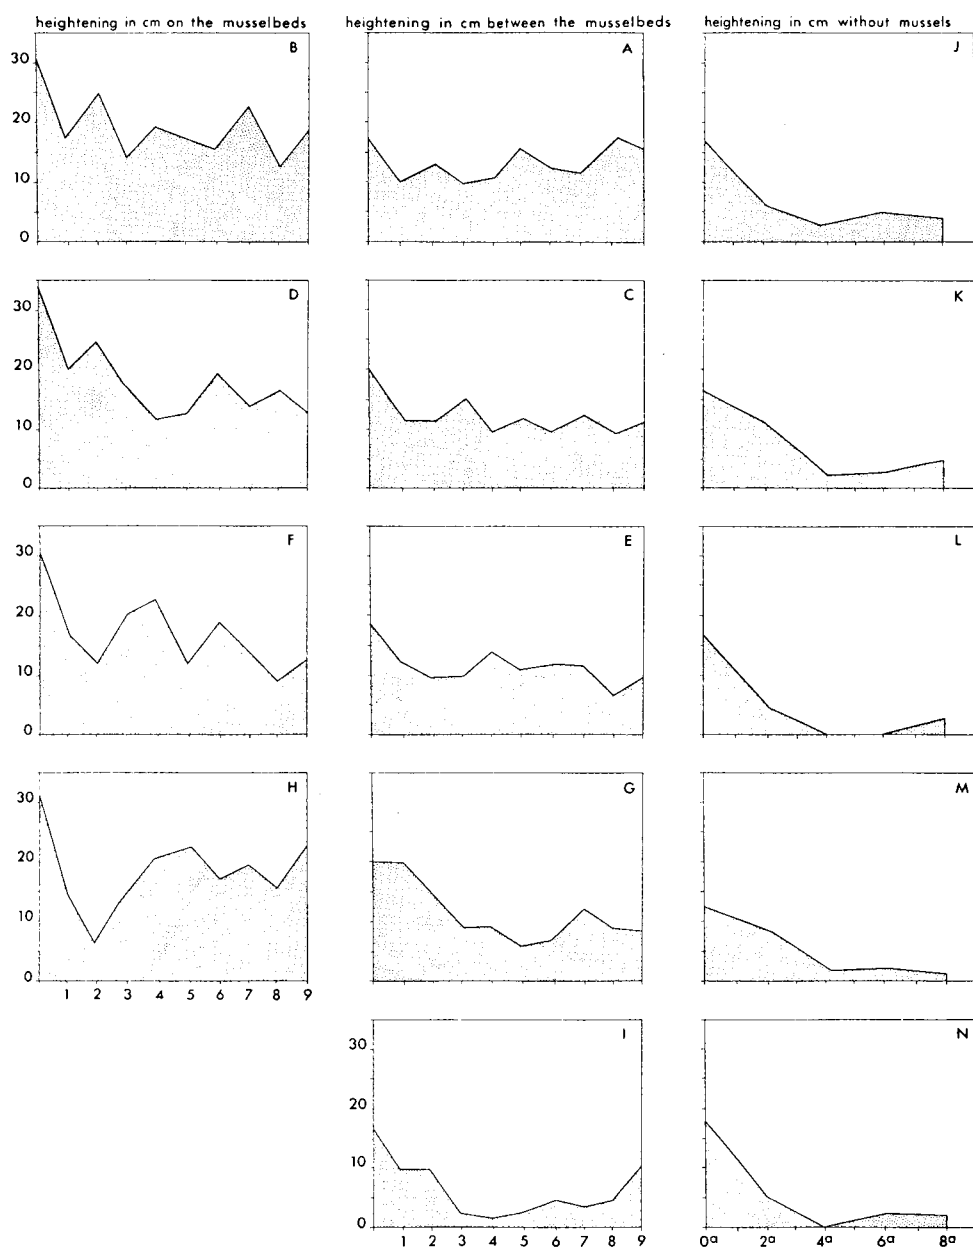 heightening in cm on the musselbeds heightening in cm between the musselbeds heightening in cm without mussels
B A J
30
20
10
0
D C K
30
20
10
0
F E L
30
20
10
0
H G M
30
20
10
0
1 2 3 4 5 6 7 8 9
I N
30
20
10
0
1 2 3 4 5 6 7 8 9 0ª 2ª 4ª 6ª 8ª